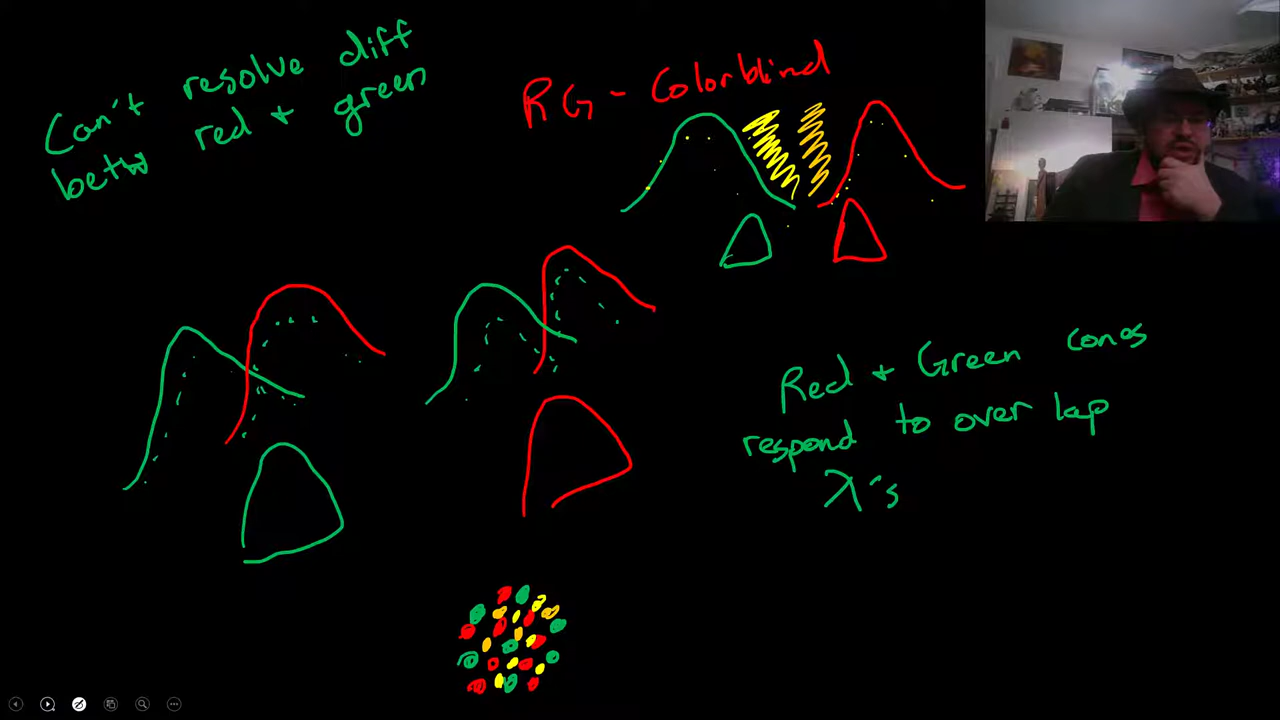 Can't resolve diff
betw red + green
RG - Colorblind
Red + Green cones
respond to over lap
λ's